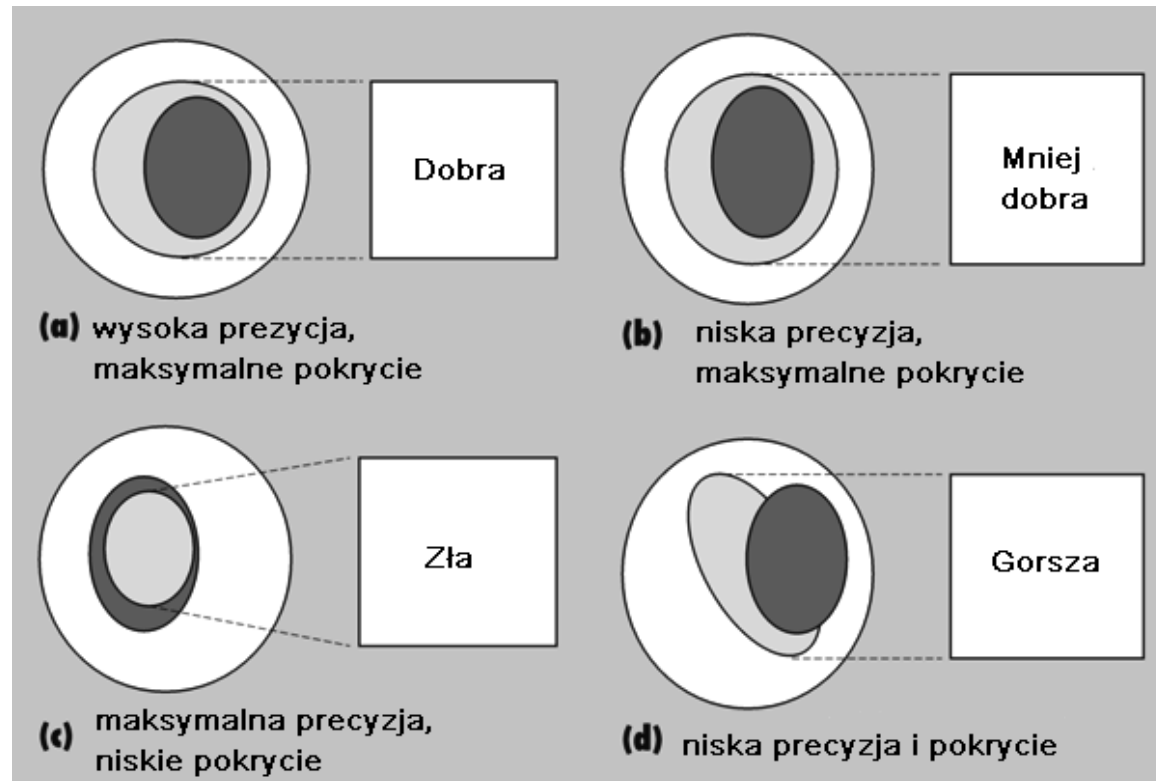 Dobra
(a) wysoka prezycja,
maksymalne pokrycie
Mniej
dobra
(b) niska precyzja,
maksymalne pokrycie
Zła
(c) maksymalna precyzja,
niskie pokrycie
Gorsza
(d) niska precyzja i pokrycie